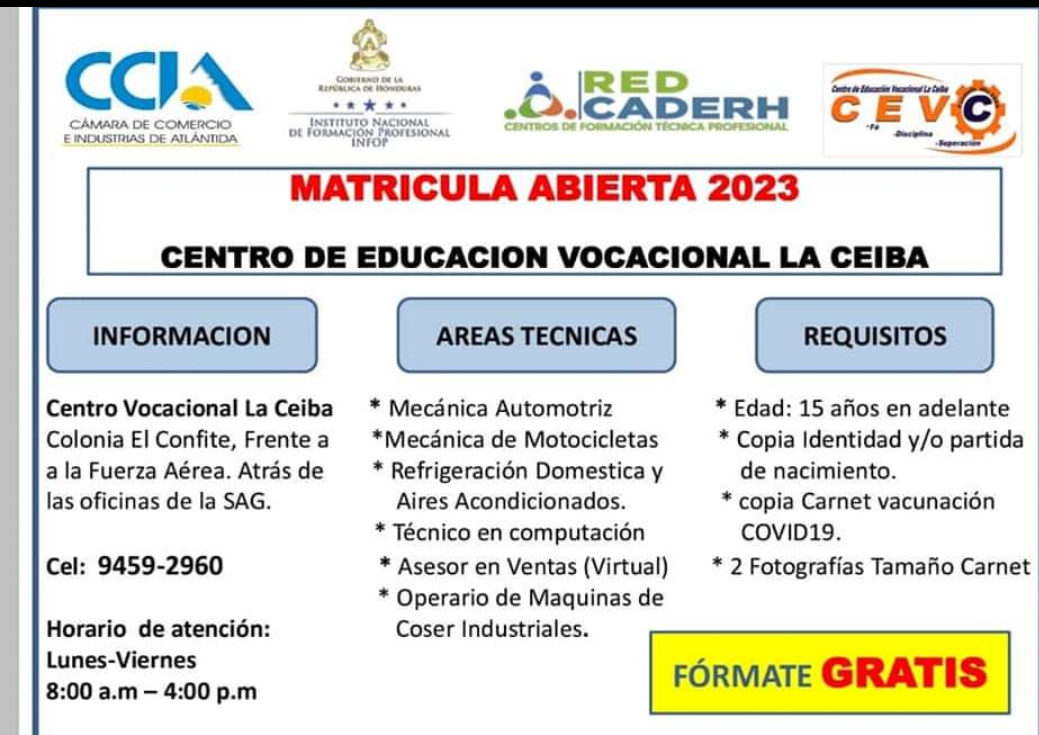 CCIA
CÁMARA DE COMERCIO
E INDUSTRIAS DE ATLÁNTIDA
GOBIERNO DE LA
REPÚBLICA DE HONDURAS
INSTITUTO NACIONAL
DE FORMACIÓN PROFESIONAL
INFOP
RED
CADERH
CENTROS DE FORMACIÓN TÉCNICA PROFESIONAL
Centro de Educación Vocacional La Ceiba
CEVC
-Fé
-Disciplina
-Superación
MATRICULA ABIERTA 2023
CENTRO DE EDUCACION VOCACIONAL LA CEIBA
INFORMACION
Centro Vocacional La Ceiba
Colonia El Confite, Frente a
a la Fuerza Aérea. Atrás de
las oficinas de la SAG.
Cel: 9459-2960
Horario de atención:
Lunes-Viernes
8:00 a.m – 4:00 p.m
AREAS TECNICAS
* Mecánica Automotriz
*Mecánica de Motocicletas
* Refrigeración Domestica y
Aires Acondicionados.
* Técnico en computación
* Asesor en Ventas (Virtual)
* Operario de Maquinas de
Coser Industriales.
REQUISITOS
* Edad: 15 años en adelante
* Copia Identidad y/o partida
de nacimiento.
* copia Carnet vacunación
COVID19.
* 2 Fotografías Tamaño Carnet
FÓRMATE GRATIS